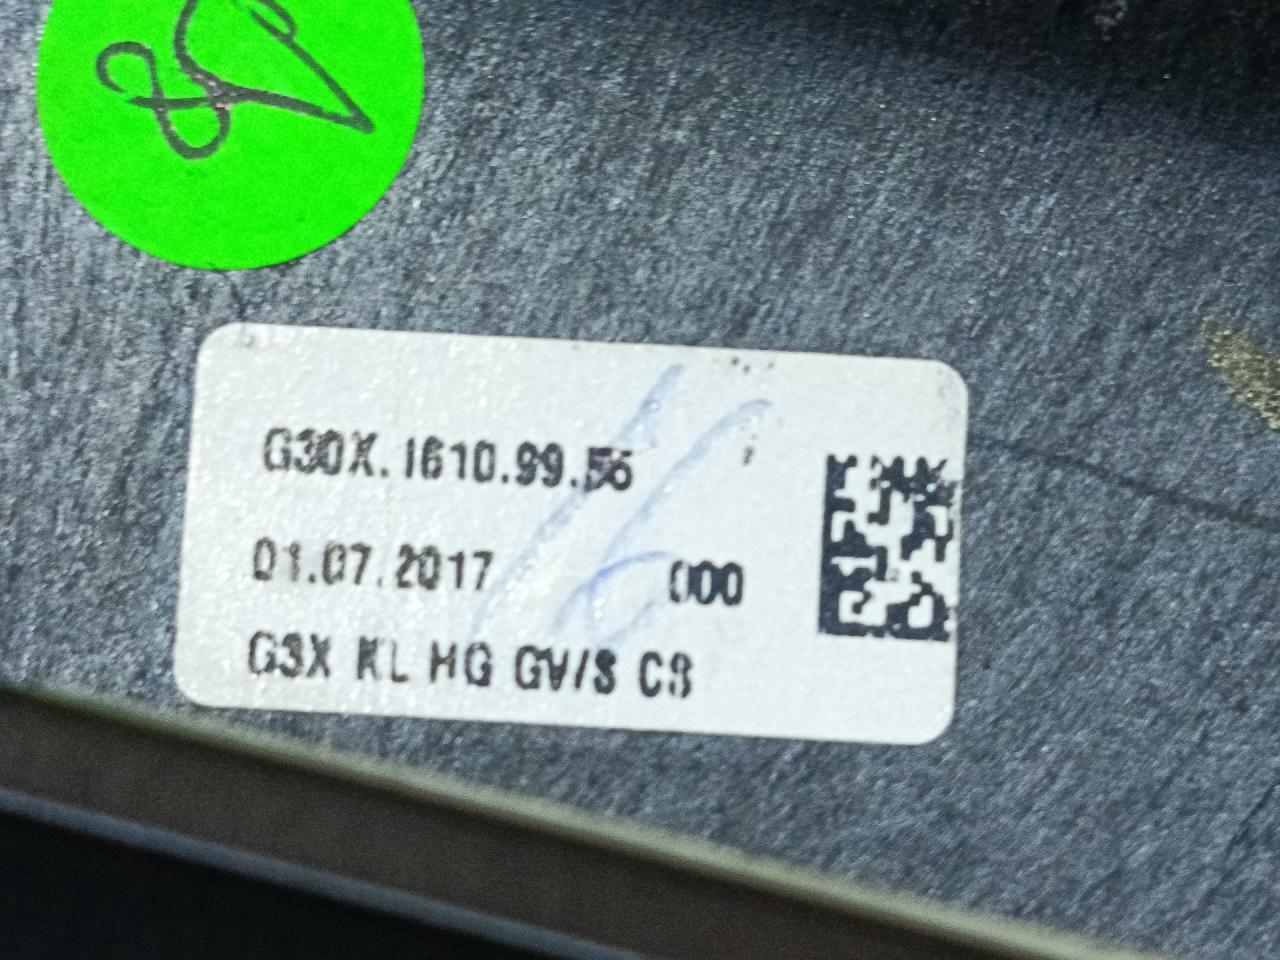 G30X.1610.99.56
01.07.2017 000
G3X KL HG GV/S C8